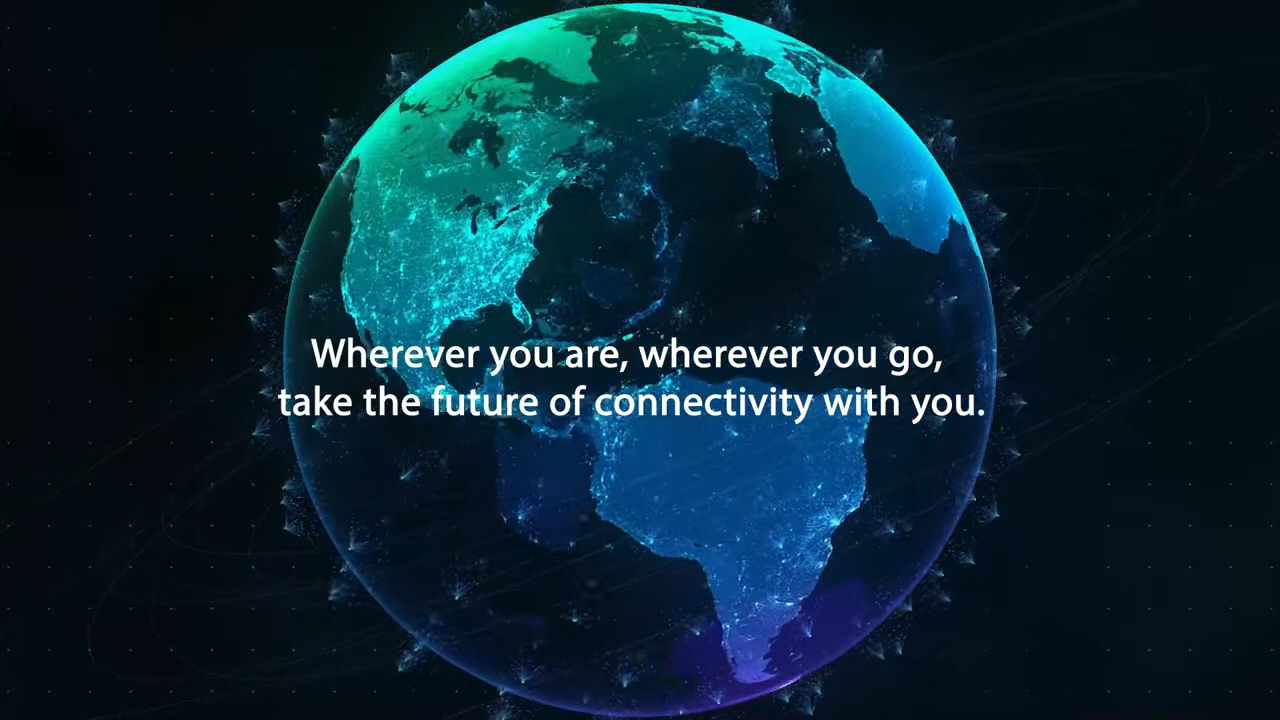 Wherever you are, wherever you go,
take the future of connectivity with you.